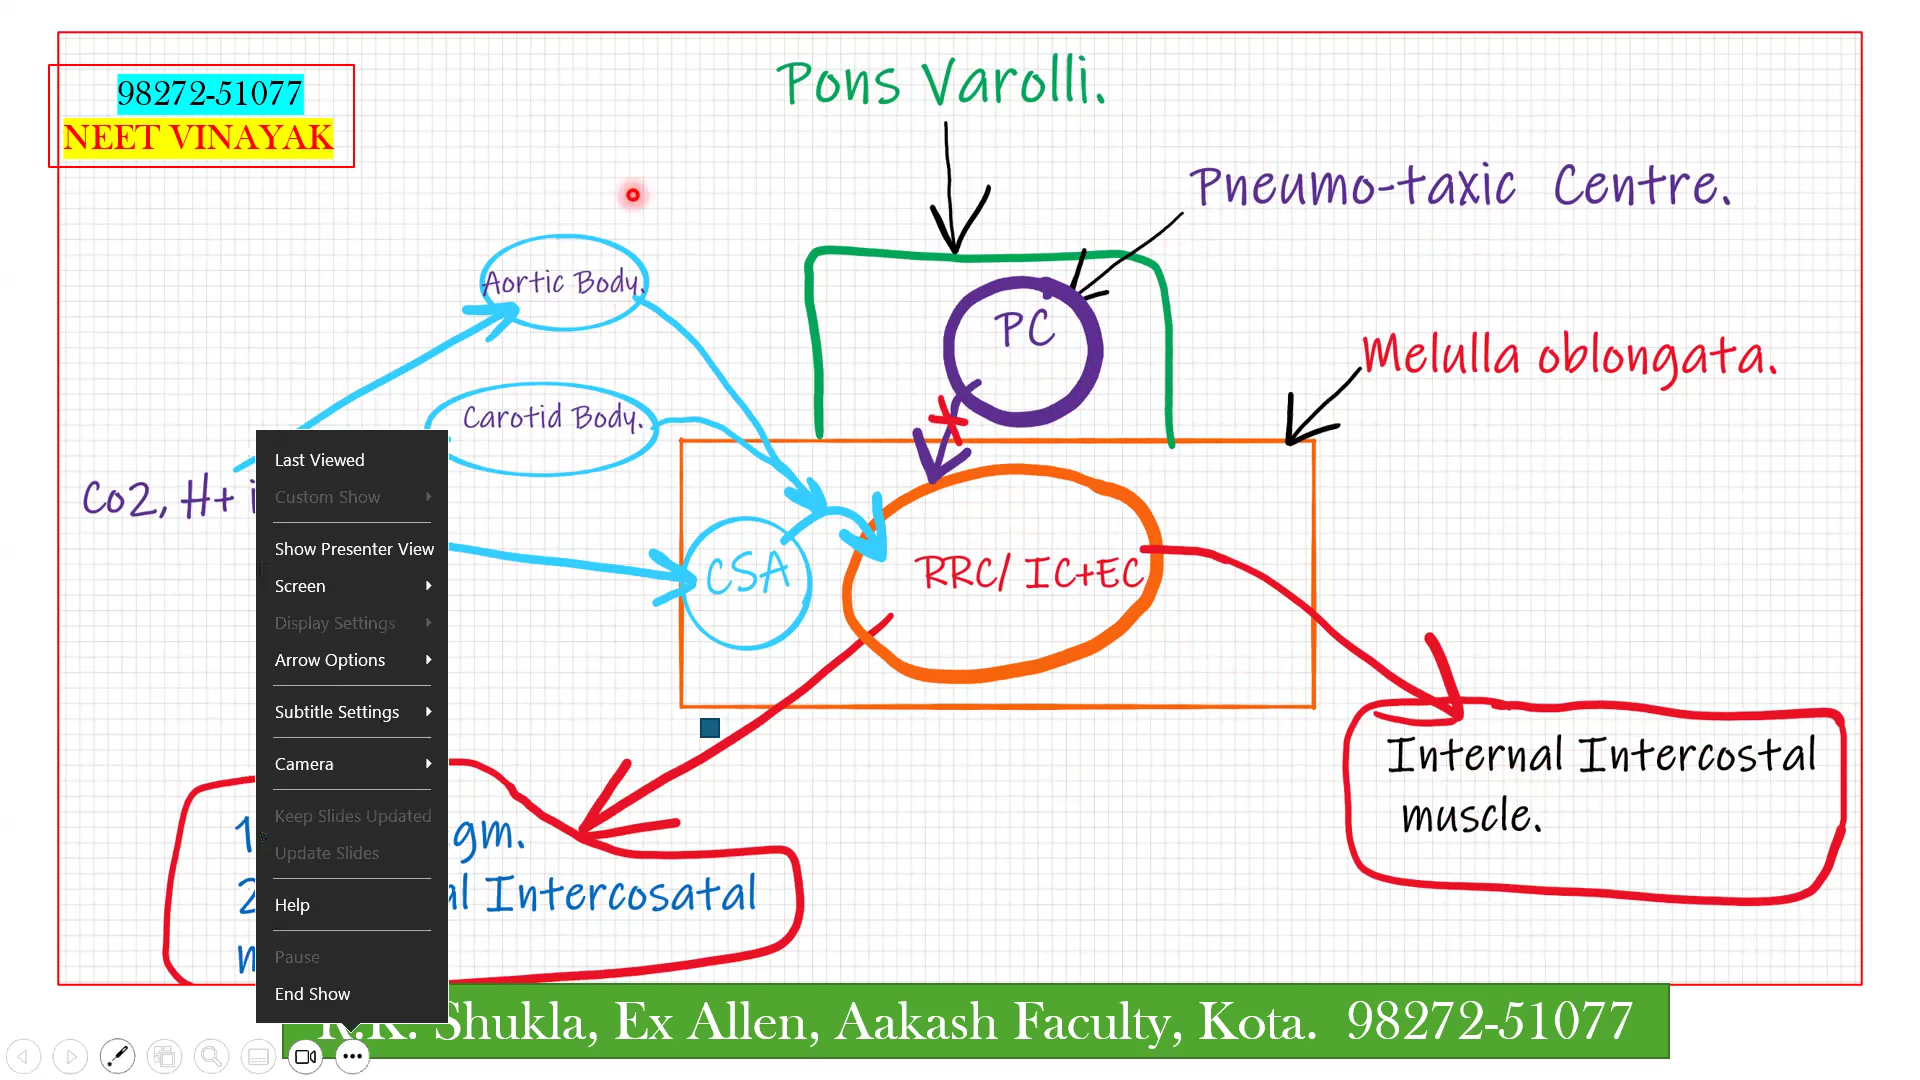 98272-51077
NEET VINAYAK
Pons Varolli.
Pneumo-taxic Centre.
Aortic Body.
PC
Melulla oblongata.
Carotid Body.
Co2, H+
CSA
RRC/ IC+EC
Internal Intercostal
muscle.
1
gm.
2
al Intercosatal
Last Viewed
Custom Show
Show Presenter View
Screen
Display Settings
Arrow Options
Subtitle Settings
Camera
Keep Slides Updated
Update Slides
Help
Pause
End Show
Shukla, Ex Allen, Aakash Faculty, Kota. 98272-51077